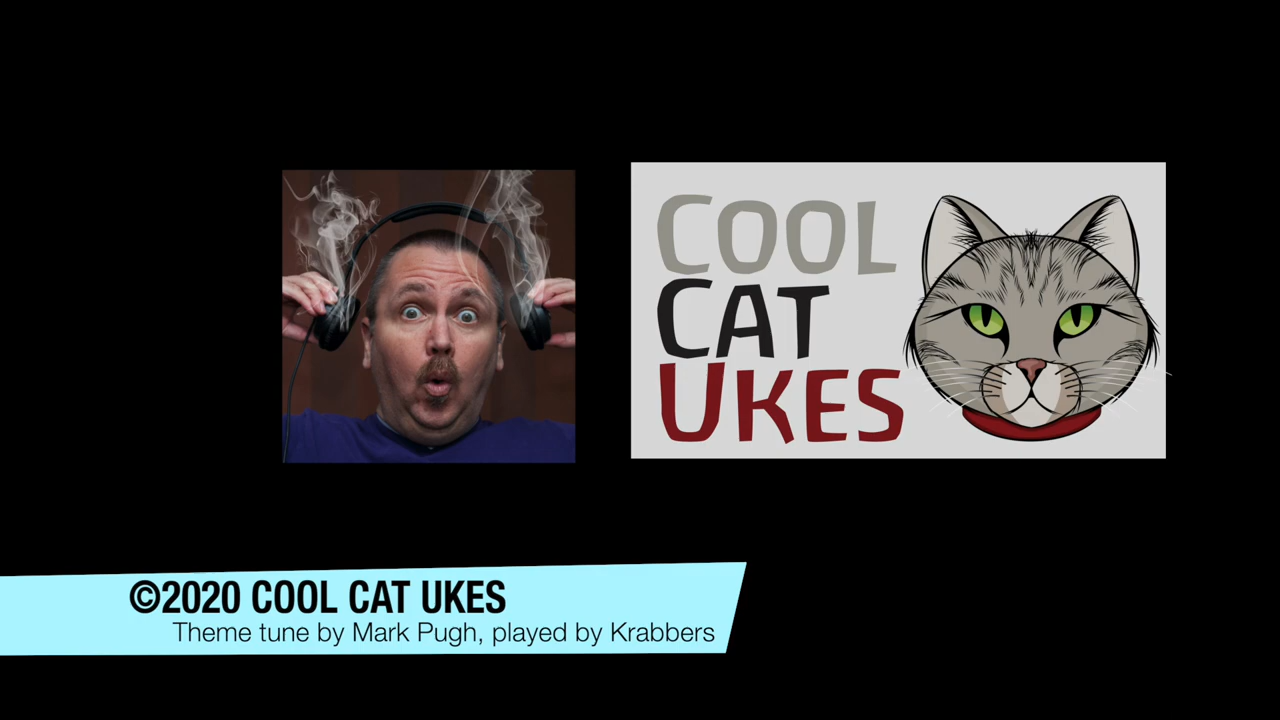 COOL
CAT
UKES
©2020 COOL CAT UKES
Theme tune by Mark Pugh, played by Krabbers